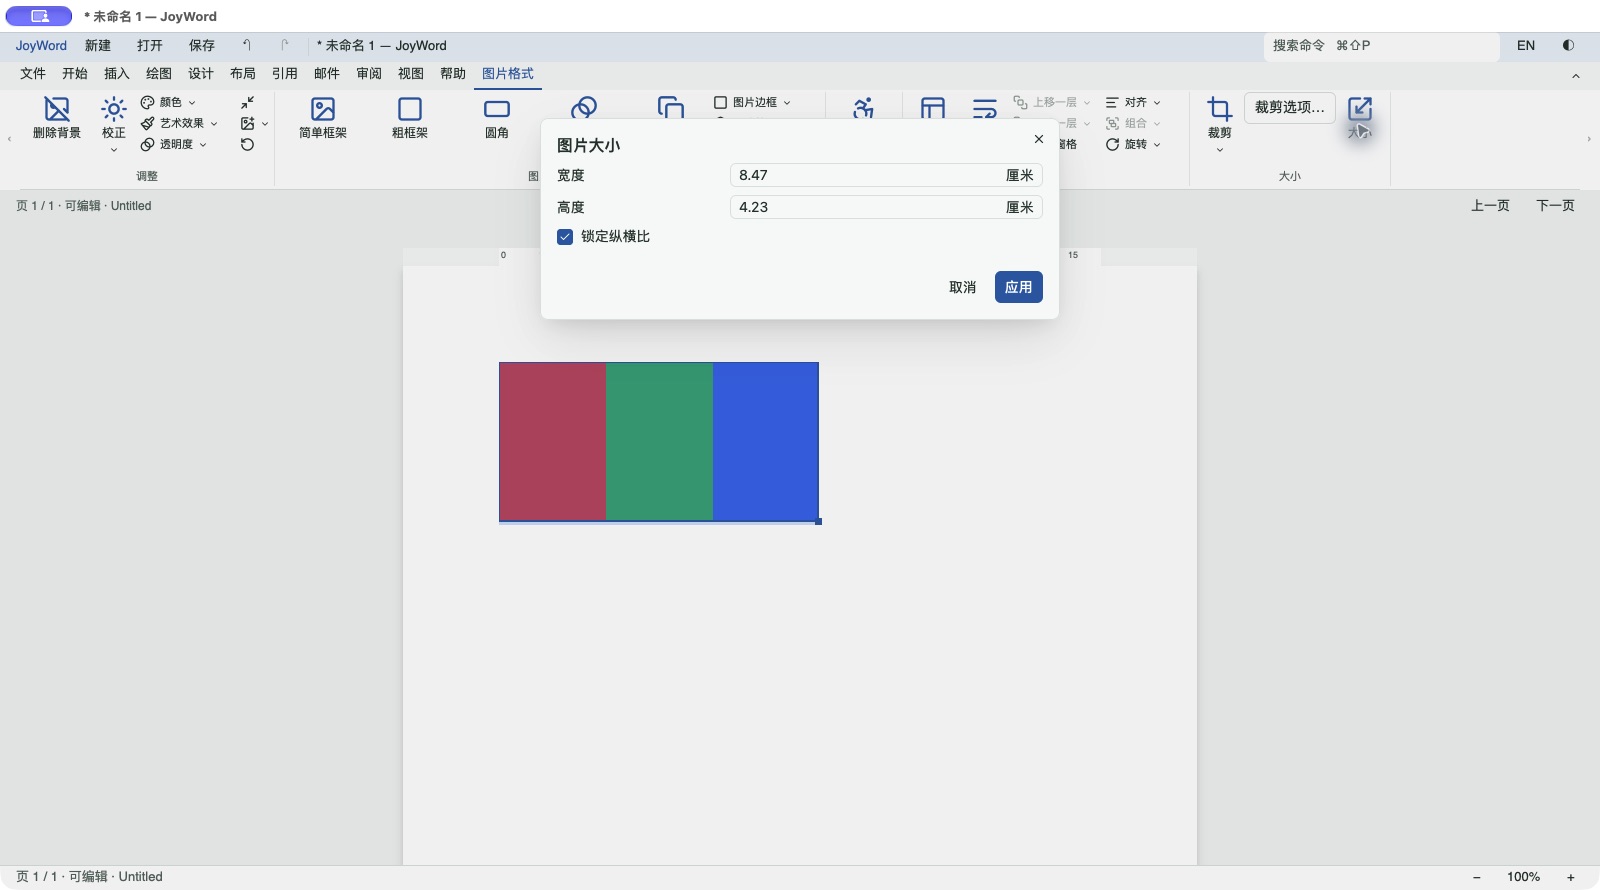 * 未命名 1 — JoyWord
JoyWord 新建 打开 保存 * 未命名 1 — JoyWord 搜索命令 ⌘⇧P EN
文件 开始 插入 绘图 设计 布局 引用 邮件 审阅 视图 帮助 图片格式
删除背景 校正 颜色 艺术效果 透明度
调整
简单框架 粗框架 圆角
图
图片边框
上移一层 对齐
一层 组合
窗格 旋转
裁剪 裁剪选项...
大小
图片大小
宽度 8.47 厘米
高度 4.23 厘米
锁定纵横比
取消 应用
页 1 / 1 · 可编辑 · Untitled 上一页 下一页
0 15
页 1 / 1 · 可编辑 · Untitled − 100% +